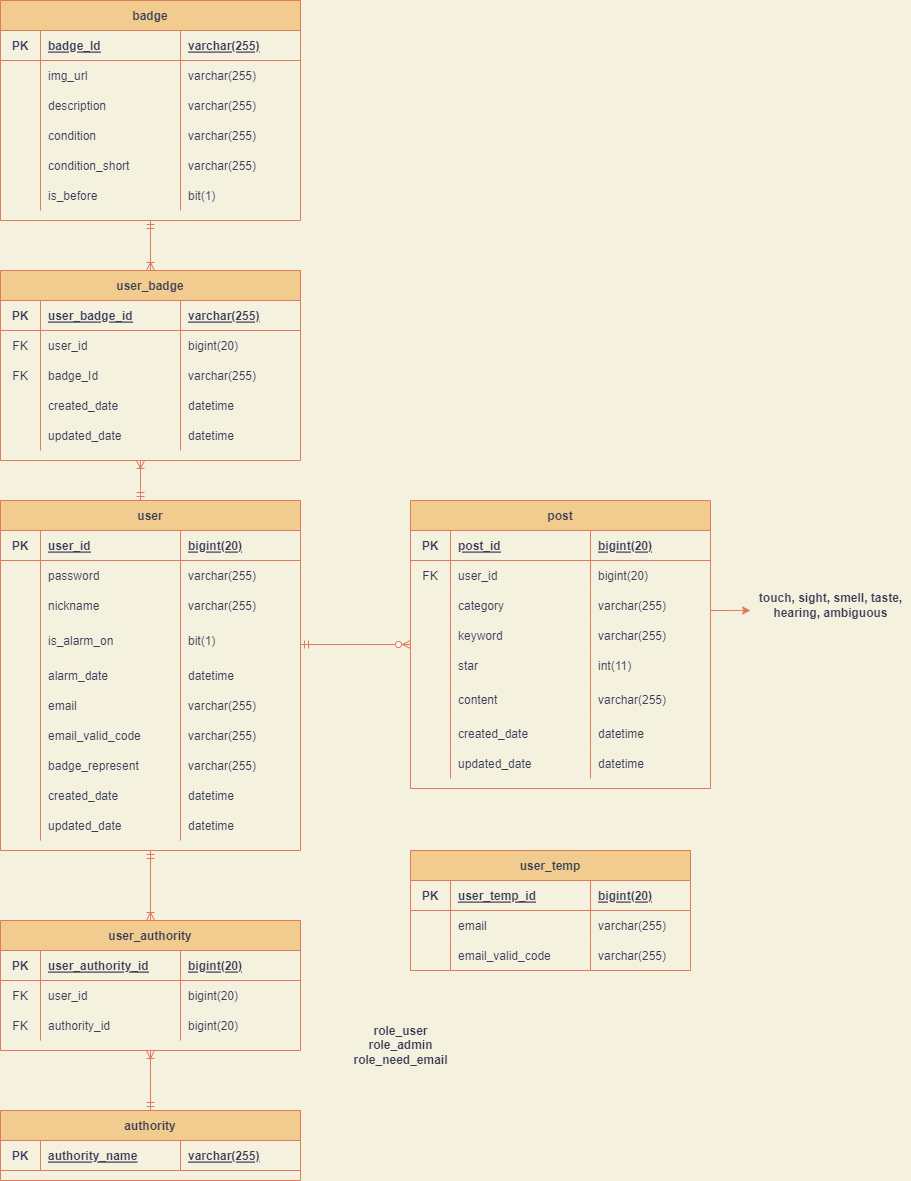 badge
PK badge_Id varchar(255)
img_url varchar(255)
description varchar(255)
condition varchar(255)
condition_short varchar(255)
is_before bit(1)
user_badge
PK user_badge_id varchar(255)
FK user_id bigint(20)
FK badge_Id varchar(255)
created_date datetime
updated_date datetime
user
PK user_id bigint(20)
password varchar(255)
nickname varchar(255)
is_alarm_on bit(1)
alarm_date datetime
email varchar(255)
email_valid_code varchar(255)
badge_represent varchar(255)
created_date datetime
updated_date datetime
post
PK post_id bigint(20)
FK user_id bigint(20)
category varchar(255)
keyword varchar(255)
star int(11)
content varchar(255)
created_date datetime
updated_date datetime
touch, sight, smell, taste,
hearing, ambiguous
user_temp
PK user_temp_id bigint(20)
email varchar(255)
email_valid_code varchar(255)
user_authority
PK user_authority_id bigint(20)
FK user_id bigint(20)
FK authority_id bigint(20)
role_user
role_admin
role_need_email
authority
PK authority_name varchar(255)